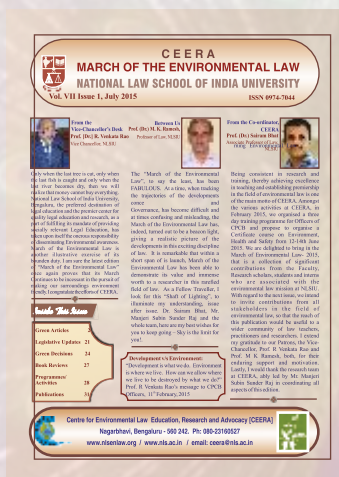 CEERA
MARCH OF THE ENVIRONMENTAL LAW
NATIONAL LAW SCHOOL OF INDIA UNIVERSITY
Vol. VII Issue 1, July 2015
ISSN 0974-7044
From the
Vice-Chancellor's Desk
Prof. (Dr.) R. Venkata Rao
Vice Chancellor, NLSIU
Only when the last tree is cut, only when
the last fish is caught and only when the
last river becomes dry, then we will
realize that money cannot buy everything.
National Law School of India University,
Bengaluru, the preferred destination of
legal education and the pioneer center for
quality legal education and research, as a
part of fulfilling its mandate of providing
socially relevant Legal Education, has
taken upon itself the onerous responsibility
of disseminating Environmental awareness.
March of the Environmental Law is
another illustrative exercise of its
bounden duty. I am sure the latest edition
of "March of the Environmental Law"
once again proves that its March
Continues to be incessant in the pursuit of
making our surroundings environment
friendly. I congratulate the efforts of CEERA.
Inside This Issue
Green Articles 2
Legislative Updates 21
Green Decisions 24
Book Reviews 27
Programmes/
Activities 28
Publications 31
Between Us
Prof. (Dr.) M. K. Ramesh,
Professor of Law, NLSIU
The "March of the Environmental
Law", to say the least, has been
FABULOUS. At a time, when tracking
the trajectories of the developments
concerning Environmental
Governance, has become difficult and
at times confusing and misleading, the
March of the Environmental Law has,
indeed, turned out to be a beacon light,
giving a realistic picture of the
developments in this exciting discipline
of law. It is remarkable that within a
short span of it launch, March of the
Environmental Law has been able to
demonstrate its value and immense
worth to a researcher in this rarefied
field of law. As a Fellow Traveller, I
look for this "Shaft of Lighting", to
illuminate my understanding, issue
after issue. Dr. Sairam Bhat, Mr.
Manjeri Subin Sunder Raj and the
whole team, here are my best wishes for
you to keep going - Sky is the limit for
you!
Development v/s Environment:
"Development is what we do. Environment
is where we live. How can we allow where
we live to be destroyed by what we do?"
Prof. R Venkata Rao's message to CPCB
Officers, 11th February, 2015
From the Co-ordinator,
CEERA
Prof. (Dr.) Sairam Bhat
Associate Professor of Law,
NLSIU
Being consistent in research and
training, thereby achieving excellence
in teaching and establishing mentorship
in the field of environmental law is one
of the main motto of CEERA. Amongst
the various activities at CEERA, in
February 2015, we organised a three
day training programme for Officers of
CPCB and propose to organise a
Certificate course on Environment,
Health and Safety from 12-14th June
2015. We are delighted to bring in the
March of Environmental Law- 2015,
that is a collection of significant
contributions from the Faculty,
Research scholars, students and interns
who are associated with the
environmental law mission at NLSIU.
With regard to the next issue, we intend
to invite contributions from all
stakeholders in the field of
environmental law, so that the reach of
this publication would be useful to a
wider community of law teachers,
practitioners and researchers. I extend
my gratitude to our Patrons, the Vice-
Chancellor, Prof. R Venkata Rao and
Prof. M K Ramesh, both, for their
enduring support and motivation.
Lastly, I would thank the research team
at CEERA, ably led by Mr. Manjeri
Subin Sunder Raj in coordinating all
aspects of this edition.
Centre for Environmental Law Education, Research and Advocacy [CEERA]
Nagarbhavi, Bengaluru - 560 242. Ph: 080-23160527
www.nlsenlaw.org / www.nls.ac.in / email: ceera@nls.ac.in